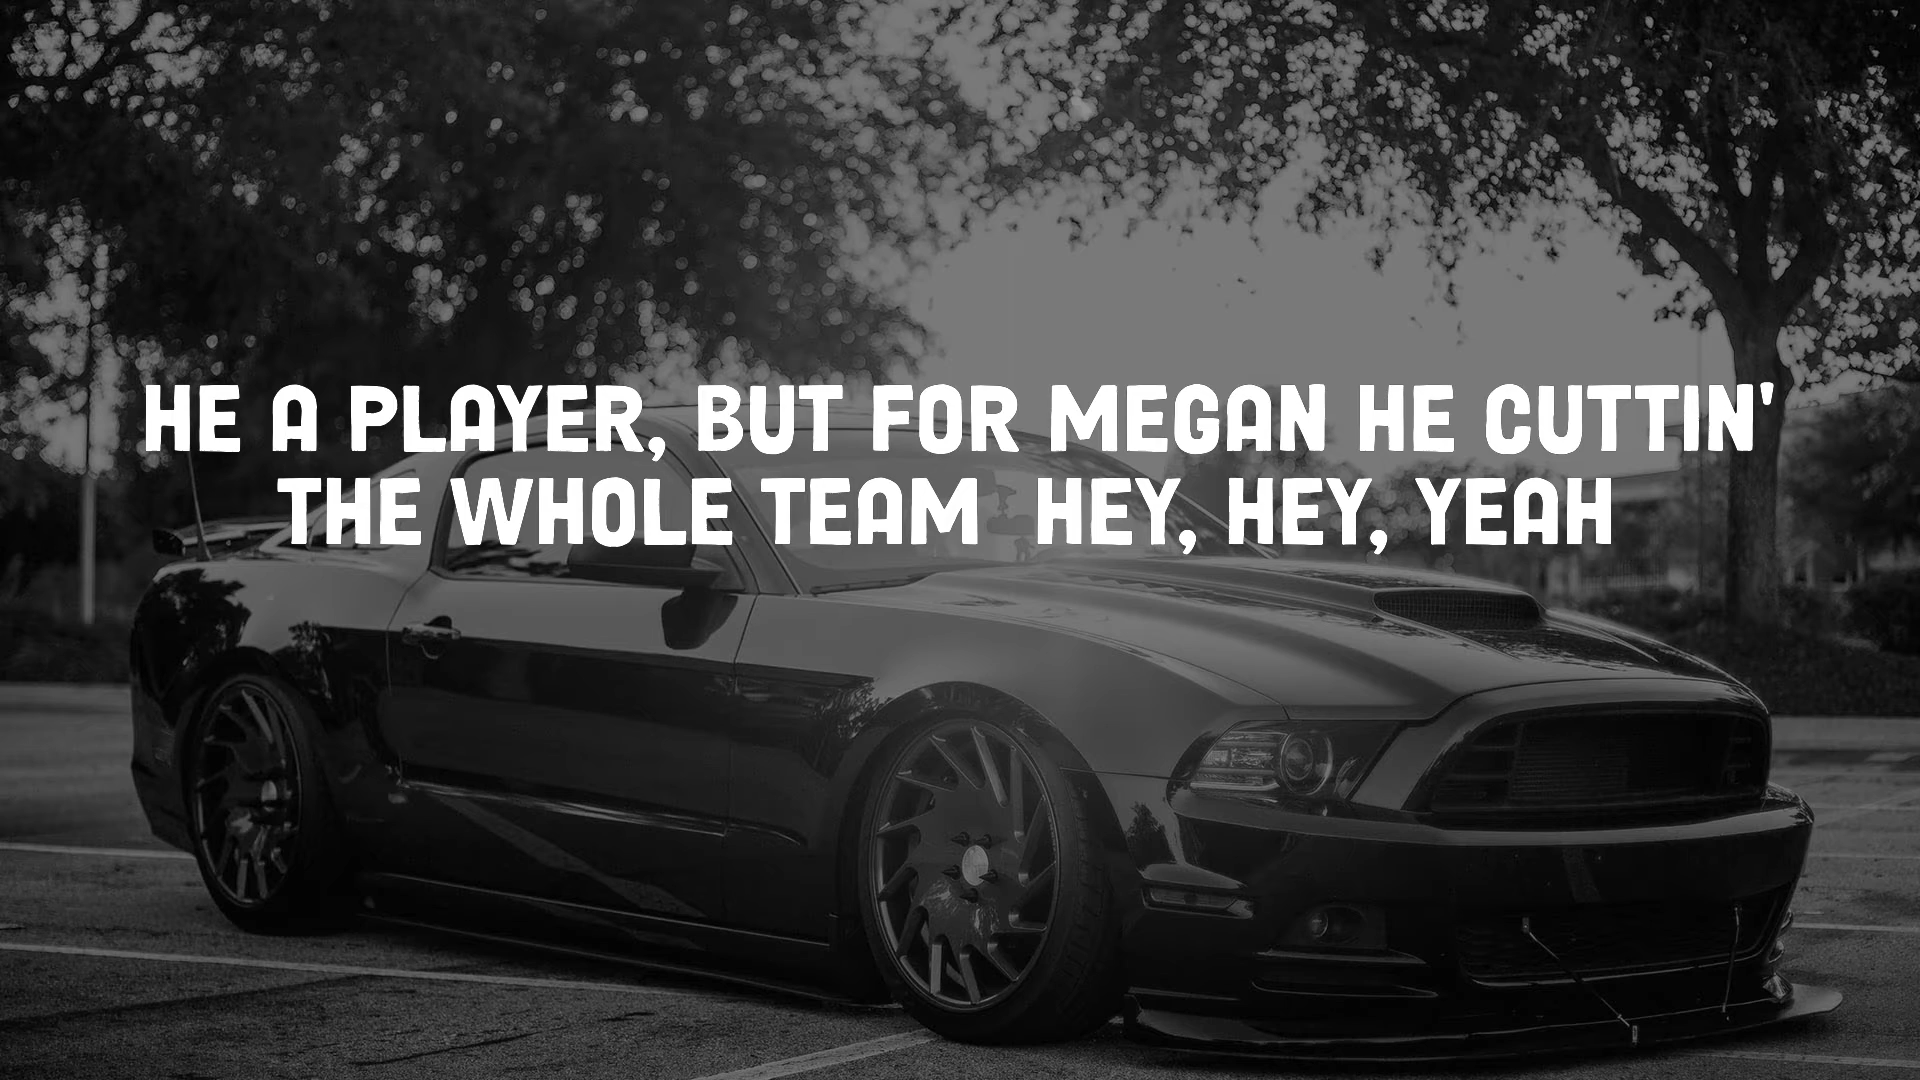 HE A PLAYER, BUT FOR MEGAN HE CUTTIN'
THE WHOLE TEAM  HEY, HEY, YEAH